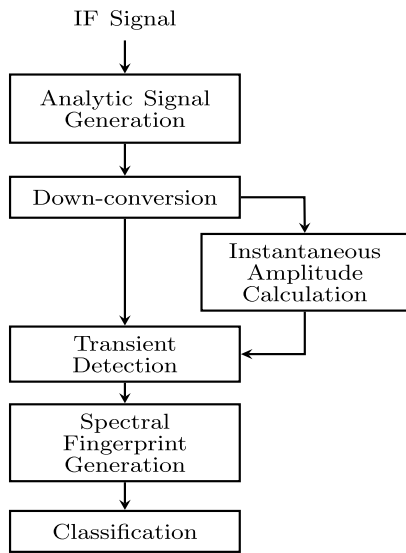 IF Signal
Analytic Signal
Generation
Down-conversion
Instantaneous
Amplitude
Calculation
Transient
Detection
Spectral
Fingerprint
Generation
Classification